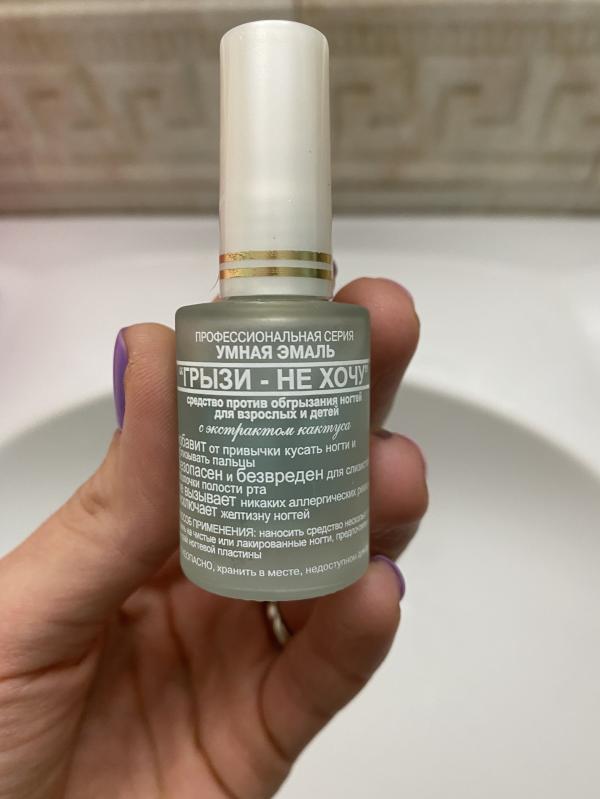 ПРОФЕССИОНАЛЬНАЯ СЕРИЯ
УМНАЯ ЭМАЛЬ
"ГРЫЗИ - НЕ ХОЧУ"
средство против обгрызания ногтей
для взрослых и детей
с экстрактом кактуса
от привычки кусать ногти и
пальцы
и безвреден для
полости рта
вызывает никаких аллергических
желтизну ногтей
ПРИМЕНЕНИЯ: наносить средство
на чистые или лакированные ногти,
ногтевой пластины
хранить в месте, недоступном